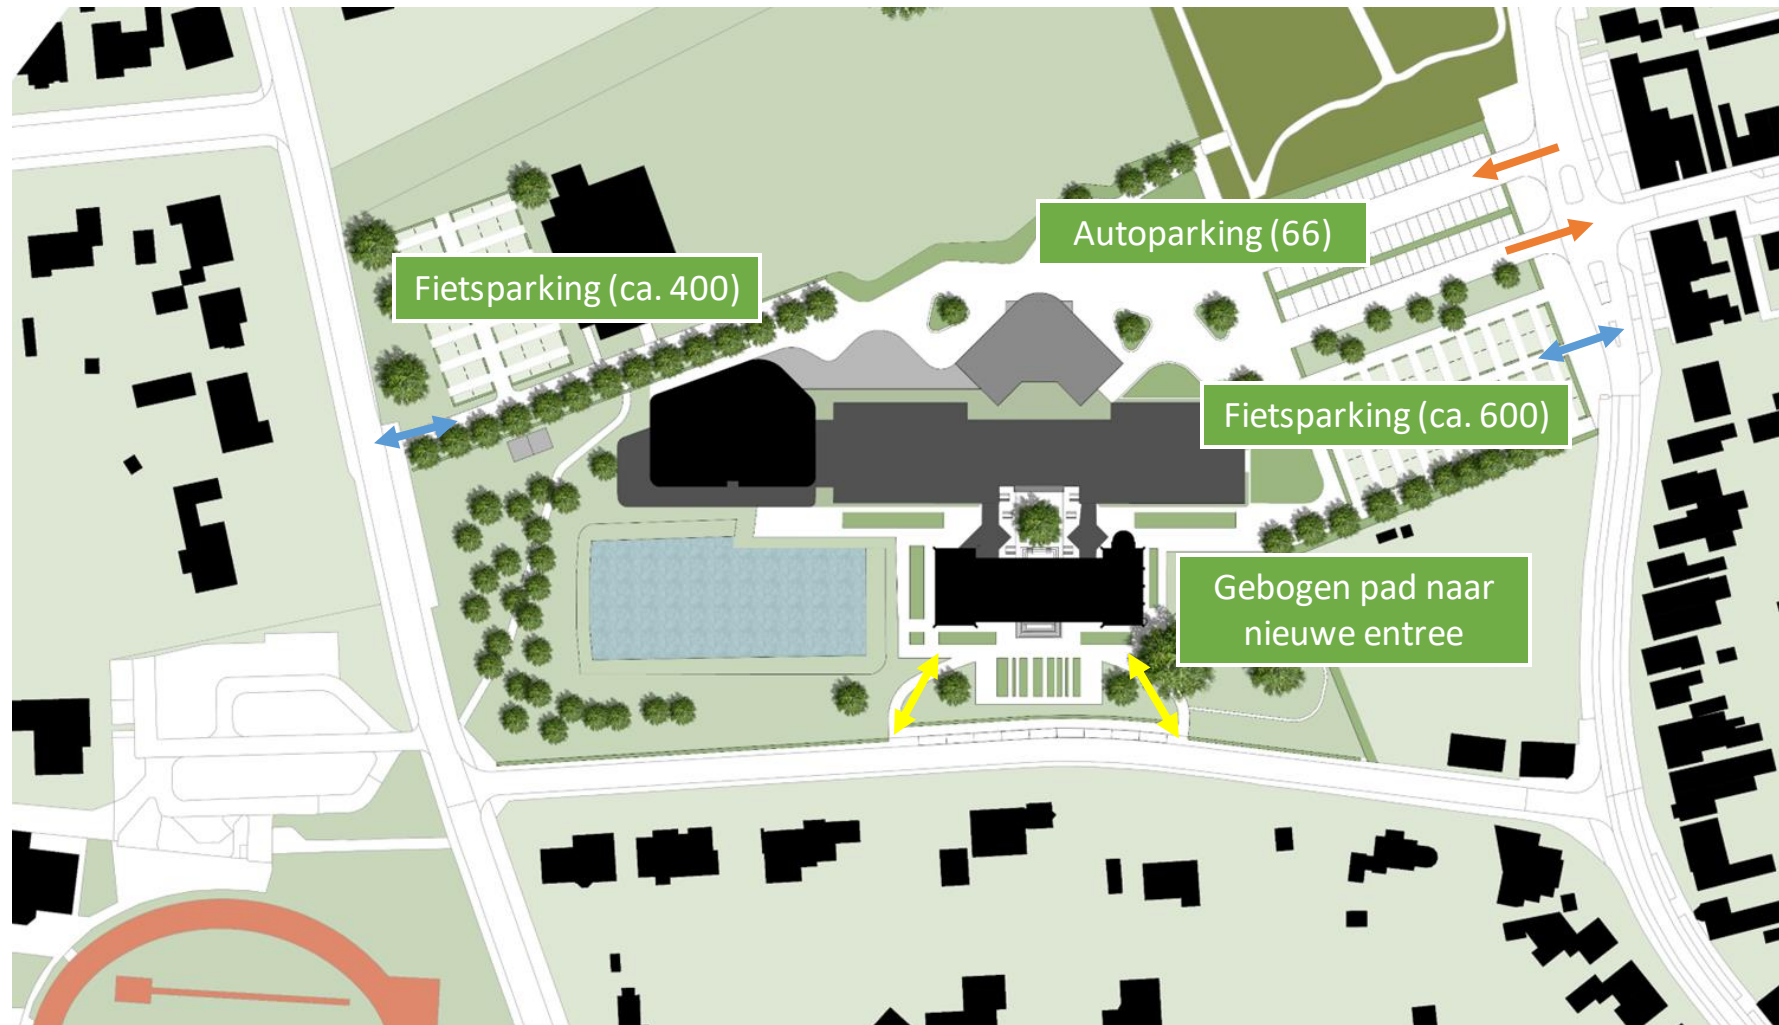 Autoparking (66)
Fietsparking (ca. 400)
Fietsparking (ca. 600)
Gebogen pad naar
nieuwe entree